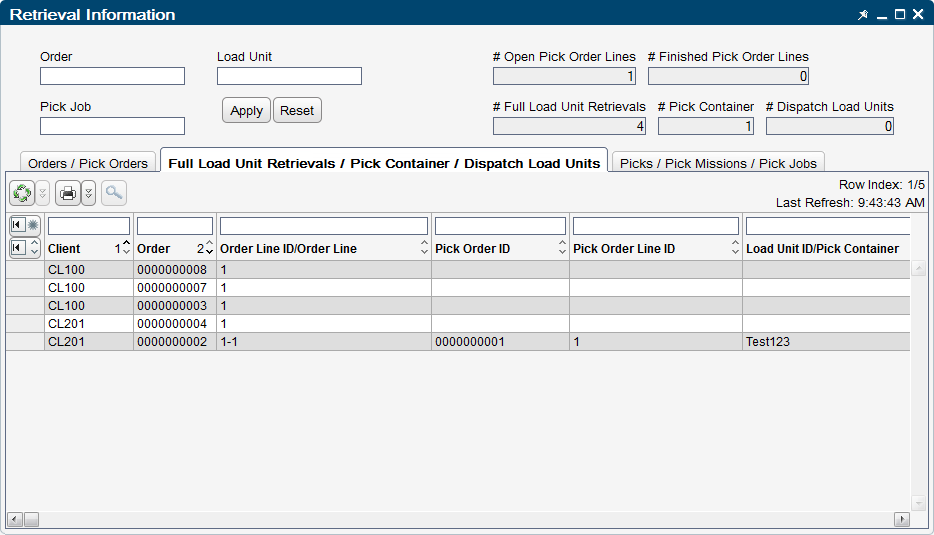 Retrieval Information
Order Load Unit # Open Pick Order Lines # Finished Pick Order Lines
1 0
Pick Job Apply Reset # Full Load Unit Retrievals # Pick Container # Dispatch Load Units
4 1 0
Orders / Pick Orders Full Load Unit Retrievals / Pick Container / Dispatch Load Units Picks / Pick Missions / Pick Jobs
Row Index: 1/5
Last Refresh: 9:43:43 AM
Client 1 Order 2 Order Line ID/Order Line Pick Order ID Pick Order Line ID Load Unit ID/Pick Container
CL100 0000000008 1
CL100 0000000007 1
CL100 0000000003 1
CL201 0000000004 1
CL201 0000000002 1-1 0000000001 1 Test123